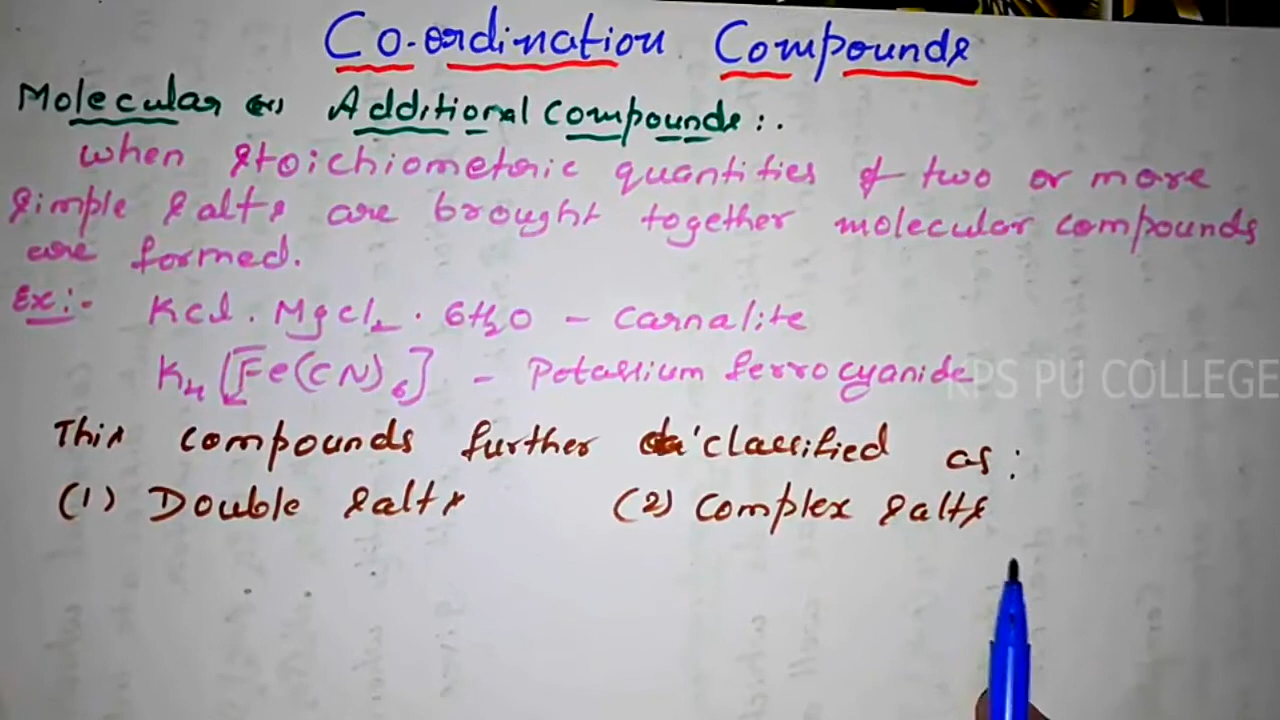 Co-ordination Compounds
Molecular (or) Additional Compounds:.
When stoichiometric quantities of two or more
simple salts are brought together molecular compounds
are formed.
Ex:- KCl . MgCl₂ . 6H₂O - Carnalite
K₄[Fe(CN)₆] - Potassium ferrocyanide
KPS PU COLLEGE
This compounds further classified as:
(1) Double salts (2) Complex salts